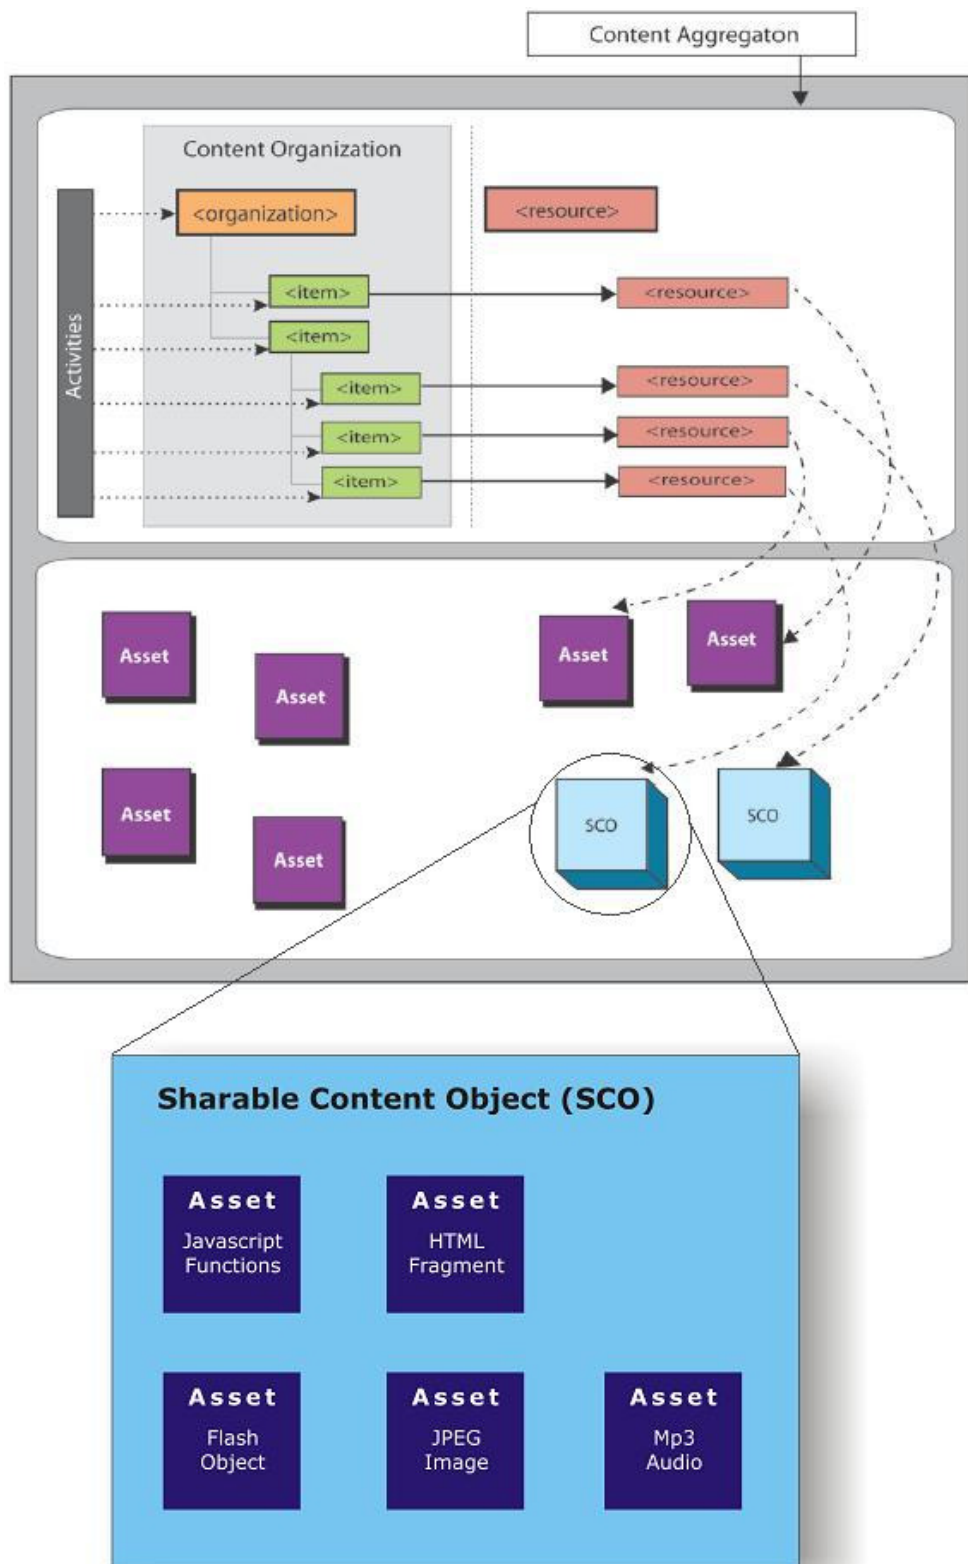 Content Aggregaton
Content Organization
<organization>
<resource>
<item>
<resource>
<item>
<item>
<resource>
<item>
<resource>
<item>
<resource>
Activities
Asset
Asset
Asset
Asset
Asset
Asset
Asset
Asset
SCO
SCO
Sharable Content Object (SCO)
Asset
Javascript
Functions
Asset
HTML
Fragment
Asset
Flash
Object
Asset
JPEG
Image
Asset
Mp3
Audio